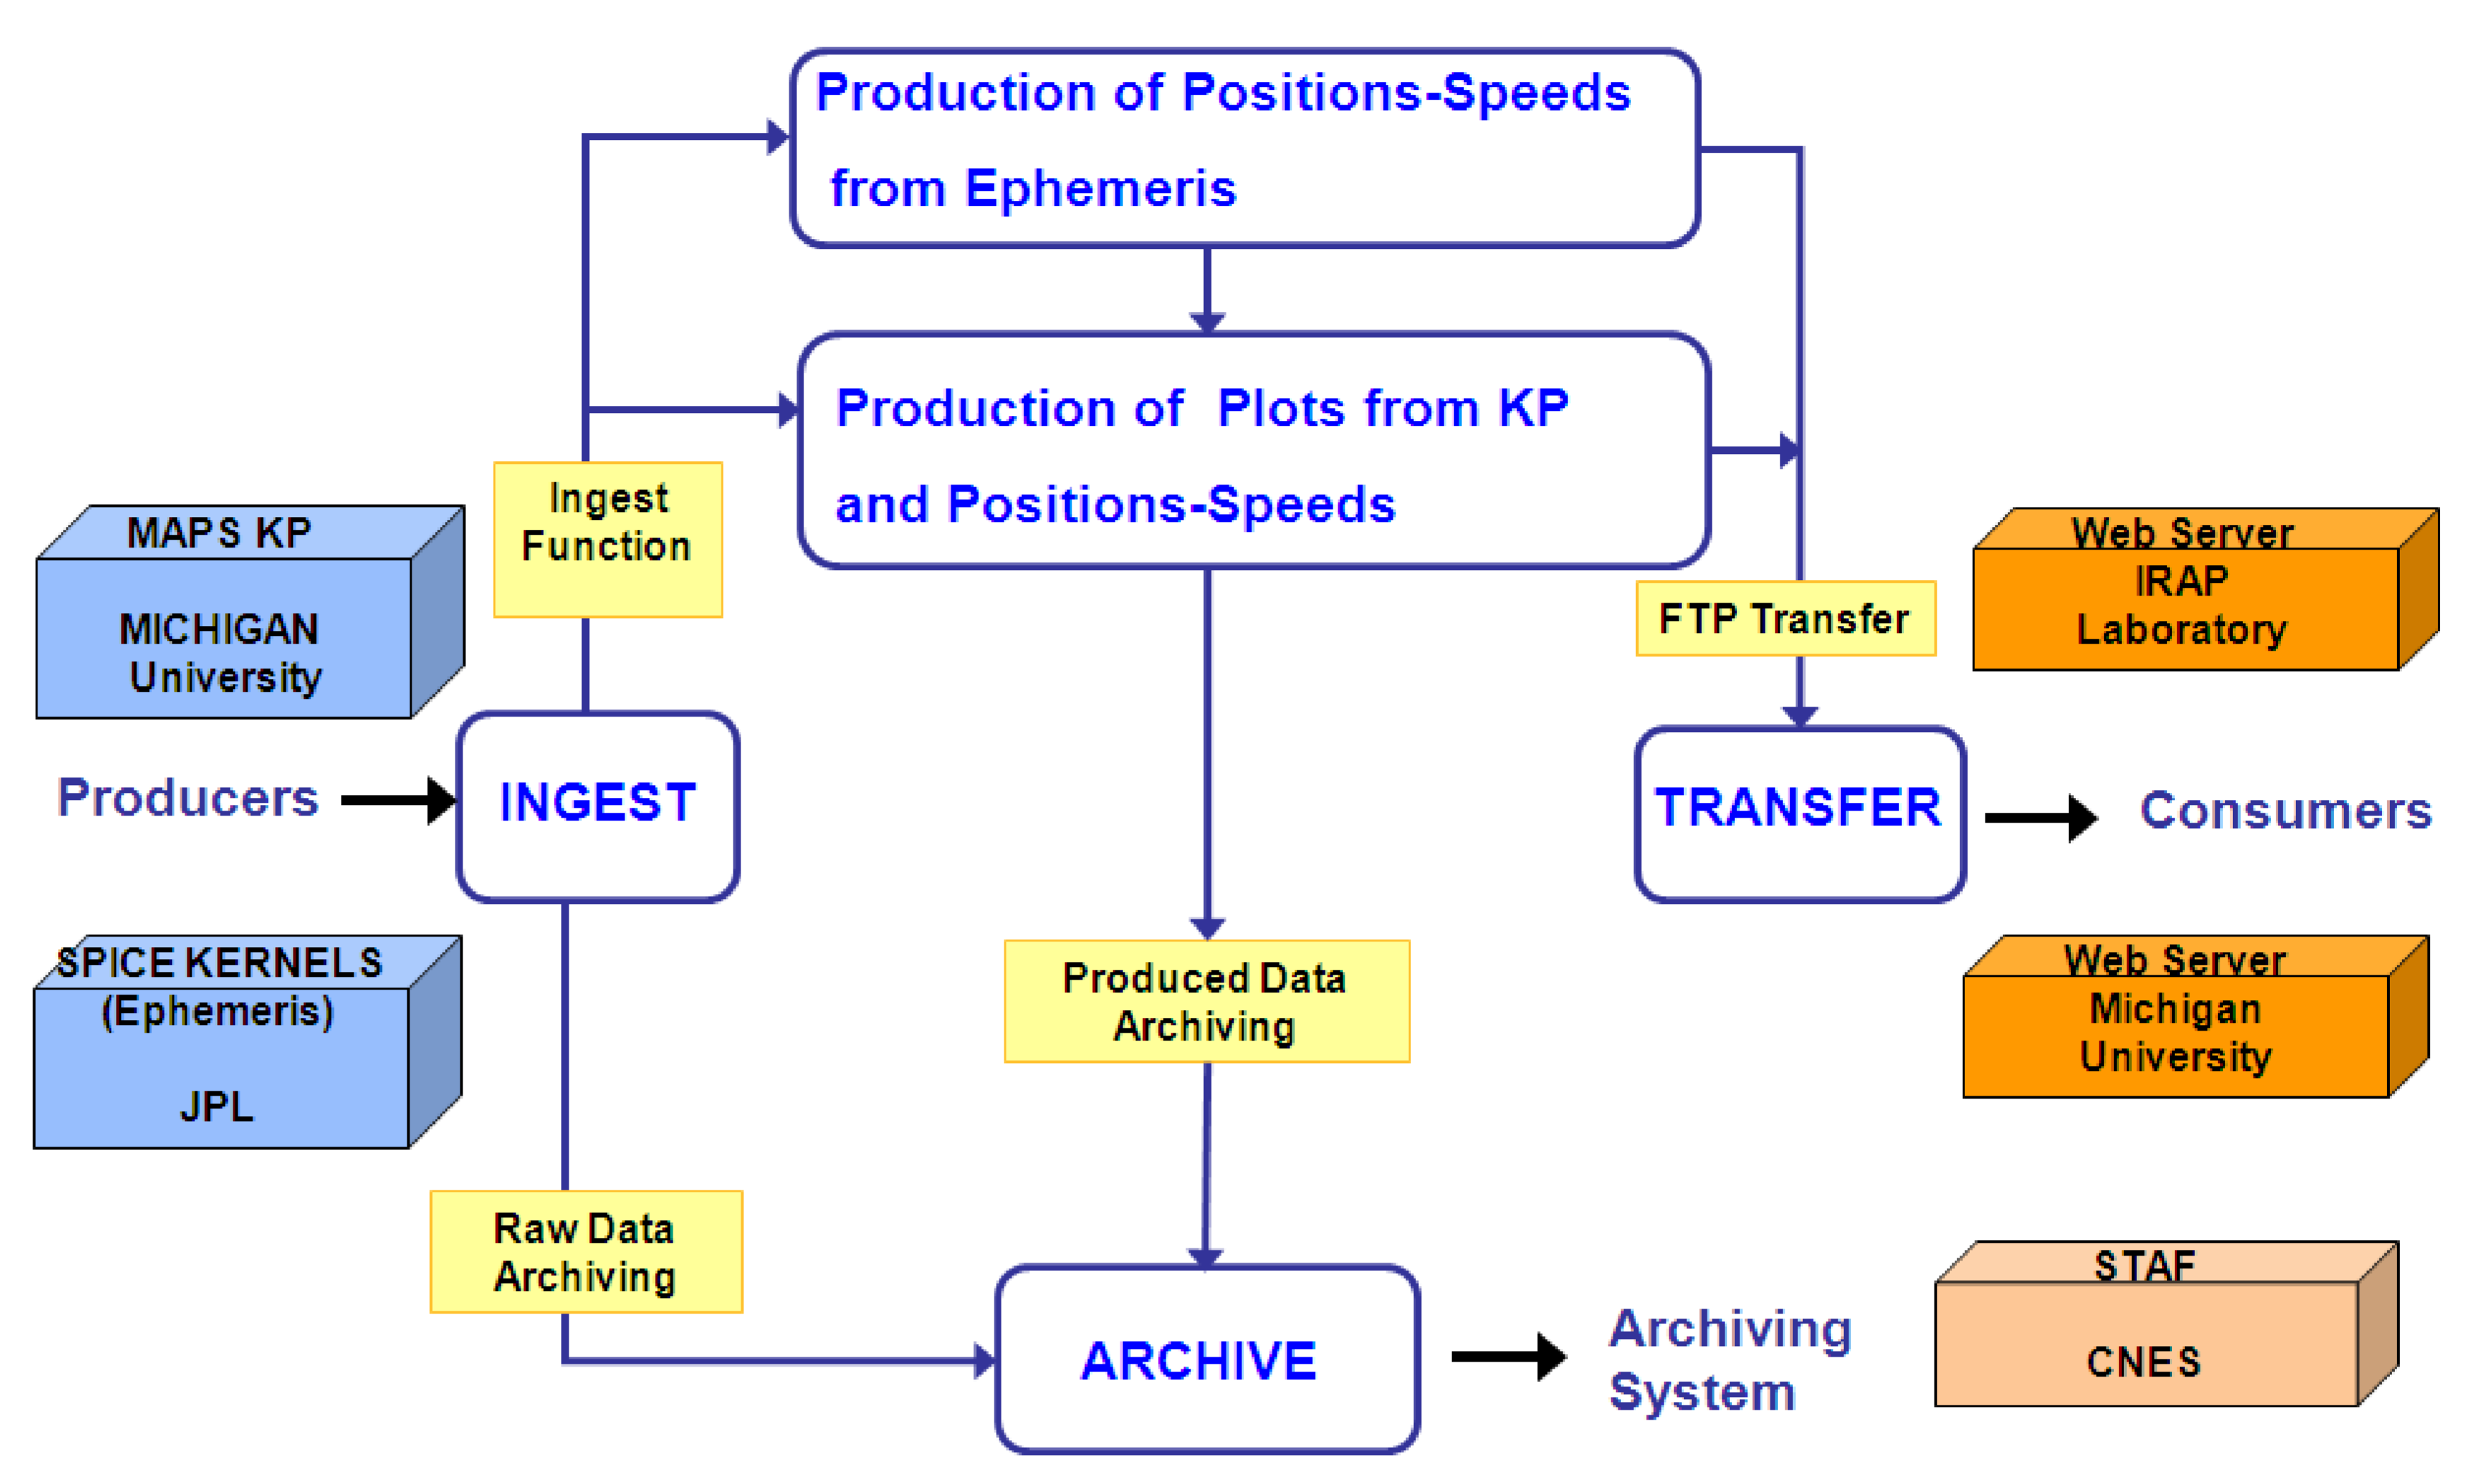 Production of Positions-Speeds
from Ephemeris
Production of Plots from KP
and Positions-Speeds
Ingest
Function
MAPS KP
MICHIGAN
University
Web Server
IRAP
Laboratory
FTP Transfer
Producers
INGEST
TRANSFER
Consumers
SPICE KERNELS
(Ephemeris)
JPL
Produced Data
Archiving
Web Server
Michigan
University
Raw Data
Archiving
ARCHIVE
Archiving
System
STAF
CNES